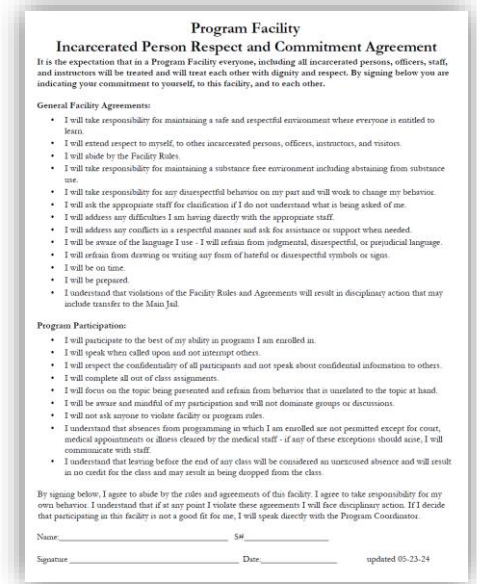 Program Facility
Incarcerated Person Respect and Commitment Agreement
It is the expectation that in a Program Facility everyone, including all incarcerated persons, officers, staff,
and instructors will be treated and will treat each other with dignity and respect. By signing below you are
indicating your commitment to yourself, to this facility, and to each other.
General Facility Agreements:
• I will take responsibility for maintaining a safe and respectful environment where everyone is entitled to
learn.
• I will extend respect to myself, to other incarcerated persons, officers, instructors, and visitors.
• I will abide by the Facility Rules.
• I will take responsibility for maintaining a substance free environment including abstaining from substance
use.
• I will take responsibility for any disrespectful behavior on my part and will work to change my behavior.
• I will ask the appropriate staff for clarification if I do not understand what is being asked of me.
• I will address any difficulties I am having directly with the appropriate staff.
• I will address any conflicts in a respectful manner and ask for assistance or support when needed.
• I will be aware of the language I use - I will refrain from judgmental, disrespectful, or prejudicial language.
• I will refrain from drawing or writing any form of hateful or disrespectful symbols or signs.
• I will be on time.
• I will be prepared.
• I understand that violations of the Facility Rules and Agreements will result in disciplinary action that may
include transfer to the Main Jail.
Program Participation:
• I will participate to the best of my ability in programs I am enrolled in.
• I will speak when called upon and not interrupt others.
• I will respect the confidentiality of all participants and not speak about confidential information to others.
• I will complete all out of class assignments.
• I will focus on the topic being presented and refrain from behavior that is unrelated to the topic at hand.
• I will be aware and mindful of my participation and will not dominate groups or discussions.
• I will not ask anyone to violate facility or program rules.
• I understand that absences from programming in which I am enrolled are not permitted except for court,
medical appointments or illness cleared by the medical staff - if any of these exceptions should arise, I will
communicate with staff.
• I understand that leaving before the end of any class will be considered an unexcused absence and will result
in no credit for the class and may result in being dropped from the class.
By signing below, I agree to abide by the rules and agreements of this facility. I agree to take responsibility for my
own behavior. I understand that if at any point I violate these agreements I will face disciplinary action. If I decide
that participating in this facility is not a good fit for me, I will speak directly with the Program Coordinator.
Name: S#
Signature Date: updated 05-23-24